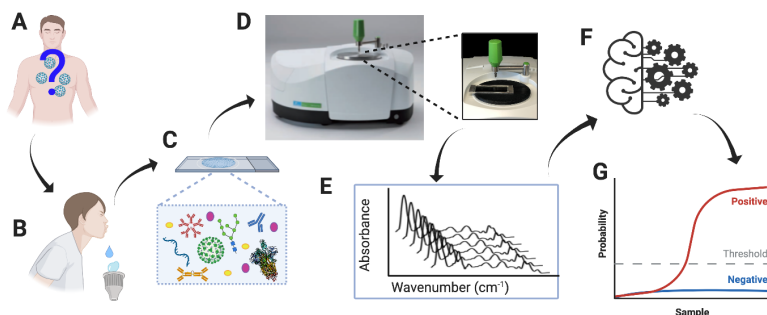 A
?
B
C
D
E
Absorbance
Wavenumber (cm⁻¹)
F
G
Probability
Positive
Threshold
Negative
Sample